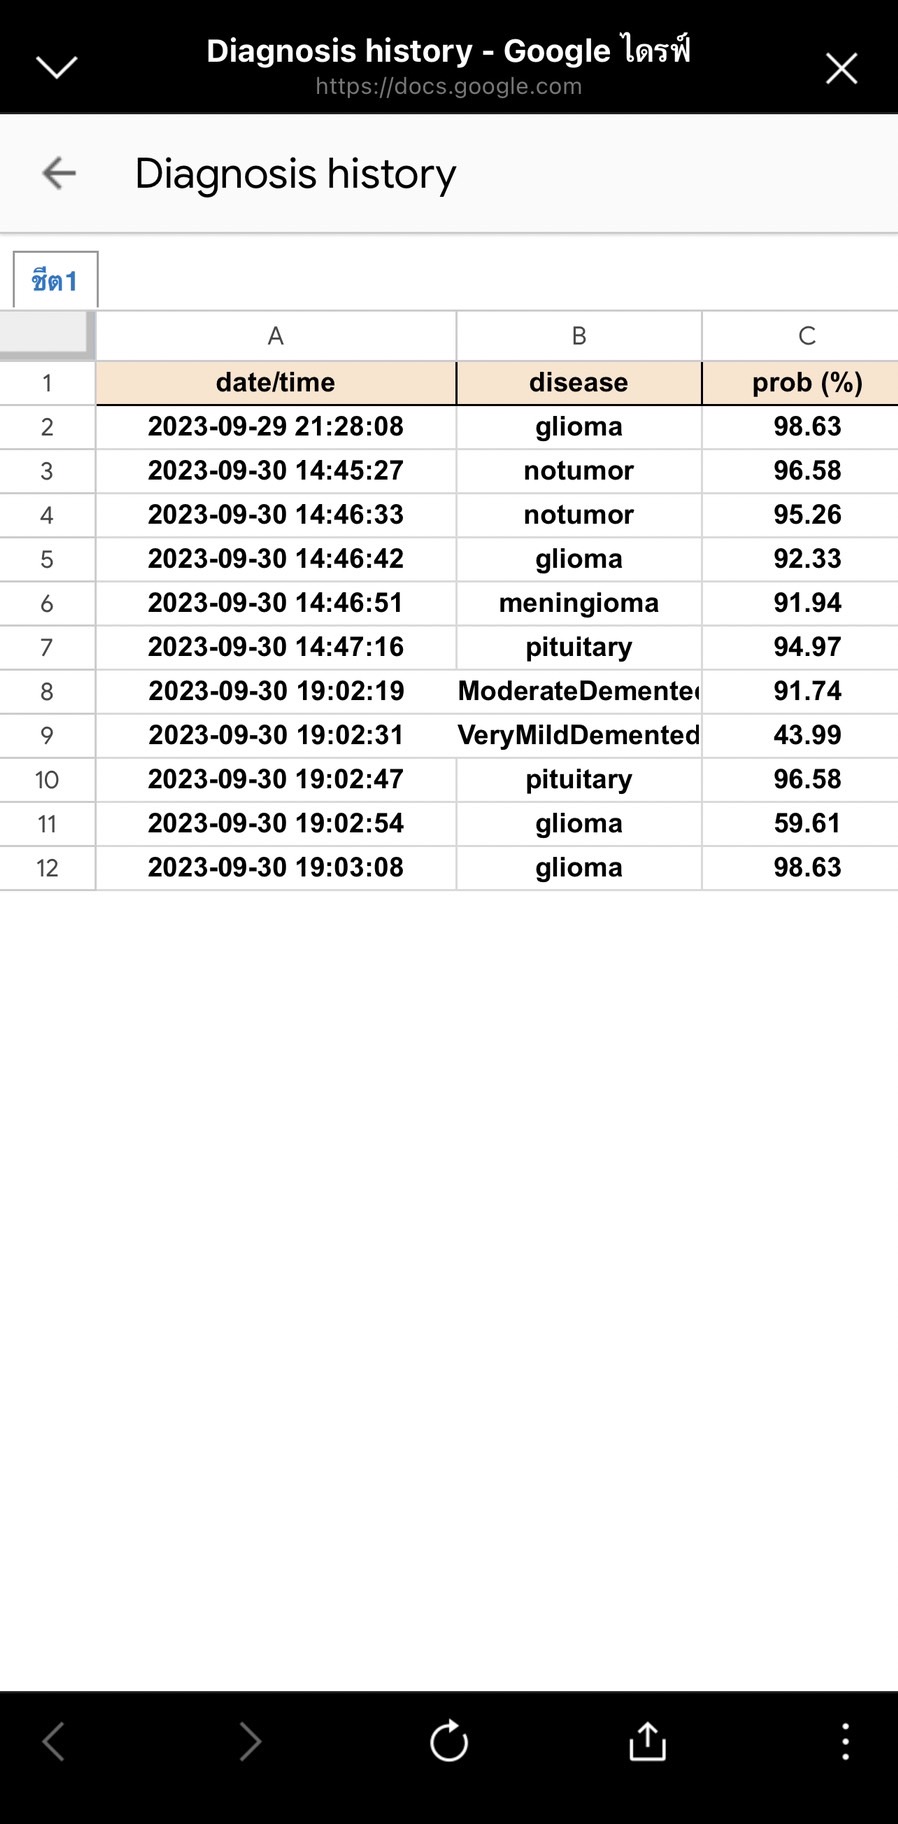 Diagnosis history - Google ไดรฟ์
https://docs.google.com
Diagnosis history
ชีต1
A B C
1 date/time disease prob (%)
2 2023-09-29 21:28:08 glioma 98.63
3 2023-09-30 14:45:27 notumor 96.58
4 2023-09-30 14:46:33 notumor 95.26
5 2023-09-30 14:46:42 glioma 92.33
6 2023-09-30 14:46:51 meningioma 91.94
7 2023-09-30 14:47:16 pituitary 94.97
8 2023-09-30 19:02:19 ModerateDemented 91.74
9 2023-09-30 19:02:31 VeryMildDemented 43.99
10 2023-09-30 19:02:47 pituitary 96.58
11 2023-09-30 19:02:54 glioma 59.61
12 2023-09-30 19:03:08 glioma 98.63